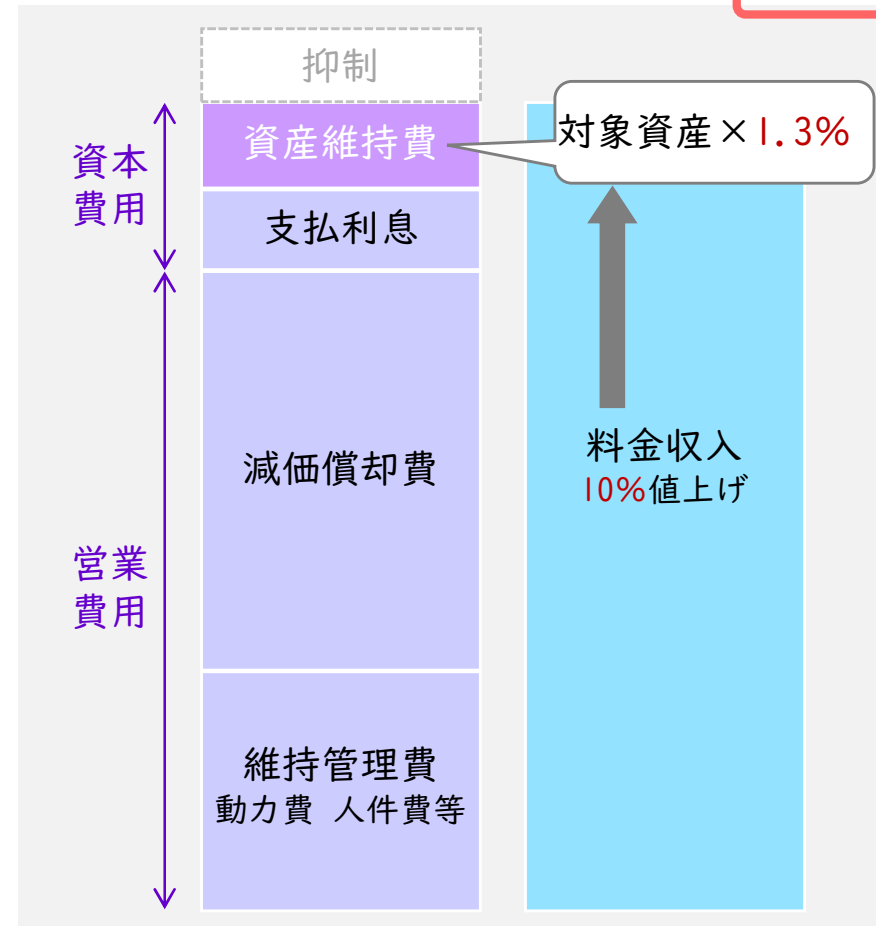 抑制
資産維持費
対象資産×1.3%
資本
費用
支払利息
減価償却費
料金収入
10%値上げ
営業
費用
維持管理費
動力費 人件費等